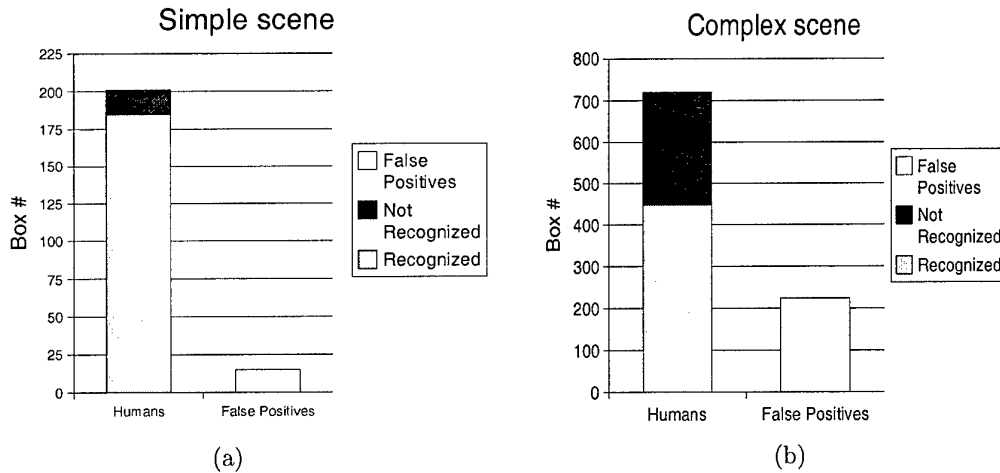 Simple scene
225
200
175
150
125
100
75
50
25
0
Box #
Humans
False Positives
False
Positives
Not
Recognized
Recognized
(a)
Complex scene
800
700
600
500
400
300
200
100
0
Box #
Humans
False Positives
False
Positives
Not
Recognized
Recognized
(b)